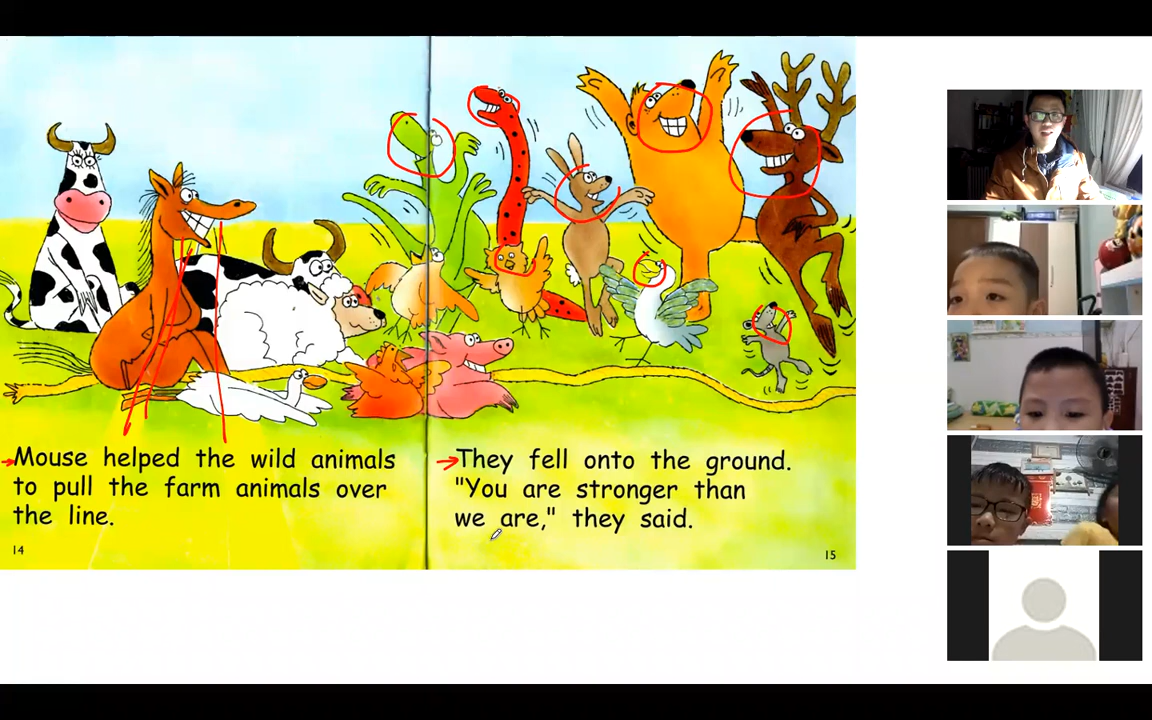 Mouse helped the wild animals
to pull the farm animals over
the line.
14
They fell onto the ground.
"You are stronger than
we are," they said.
15